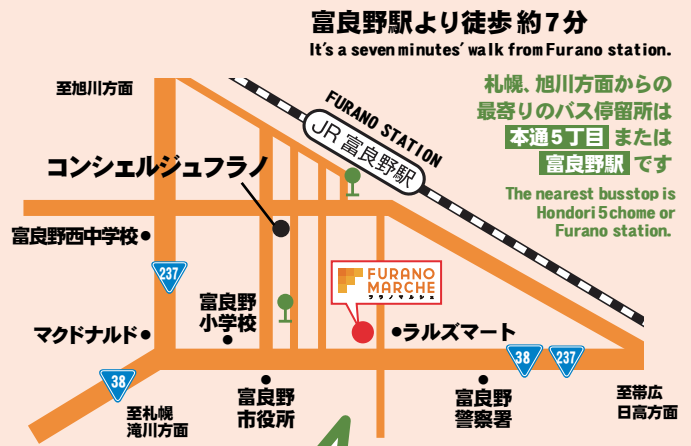 富良野駅より徒歩 約7分
It's a seven minutes' walk from Furano station.
至旭川方面
FURANO STATION
JR 富良野駅
札幌、旭川方面からの
最寄りのバス停留所は
本通5丁目 または
富良野駅 です
The nearest busstop is
Hondori 5chome or
Furano station.
コンシェルジュフラノ
富良野西中学校
237
富良野
小学校
FURANO
MARCHE
フラノマルシェ
マクドナルド
ラルズマート
38
237
38
富良野
市役所
富良野
警察署
至札幌
滝川方面
至帯広
日高方面